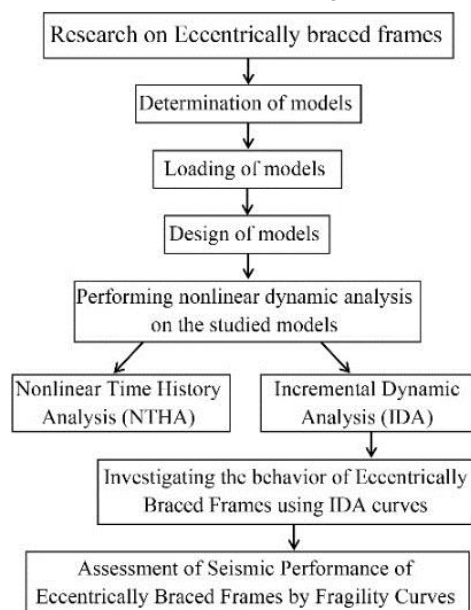 Research on Eccentrically braced frames
Determination of models
Loading of models
Design of models
Performing nonlinear dynamic analysis
on the studied models
Nonlinear Time History
Analysis (NTHA)
Incremental Dynamic
Analysis (IDA)
Investigating the behavior of Eccentrically
Braced Frames using IDA curves
Assessment of Seismic Performance of
Eccentrically Braced Frames by Fragility Curves